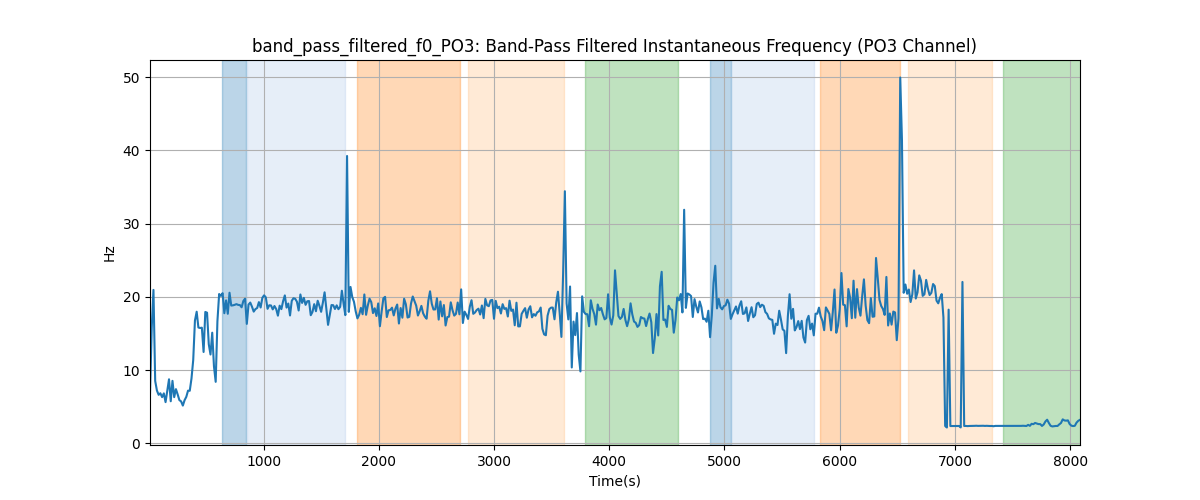 band_pass_filtered_f0_PO3: Band-Pass Filtered Instantaneous Frequency (PO3 Channel)
50
40
30
20
10
0
Hz
1000 2000 3000 4000 5000 6000 7000 8000
Time(s)